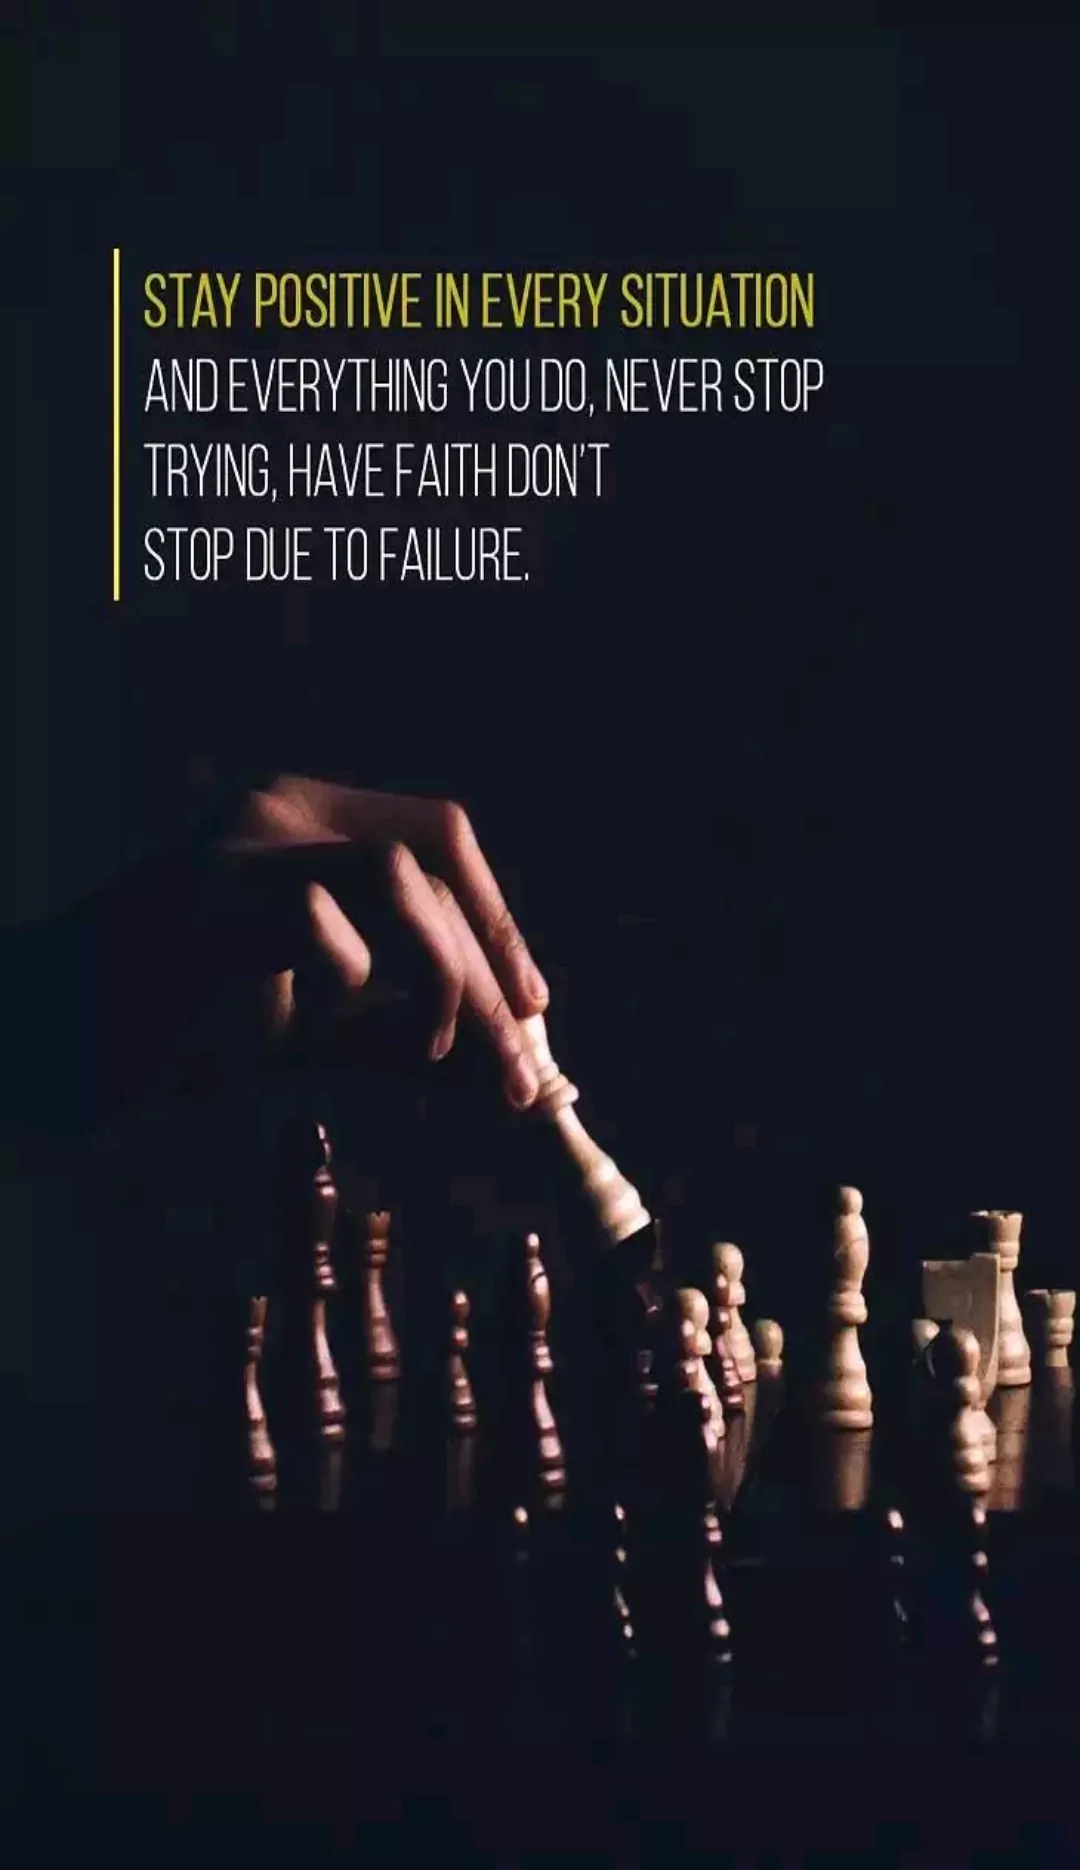 STAY POSITIVE IN EVERY SITUATION
AND EVERYTHING YOU DO, NEVER STOP
TRYING, HAVE FAITH DON'T
STOP DUE TO FAILURE.